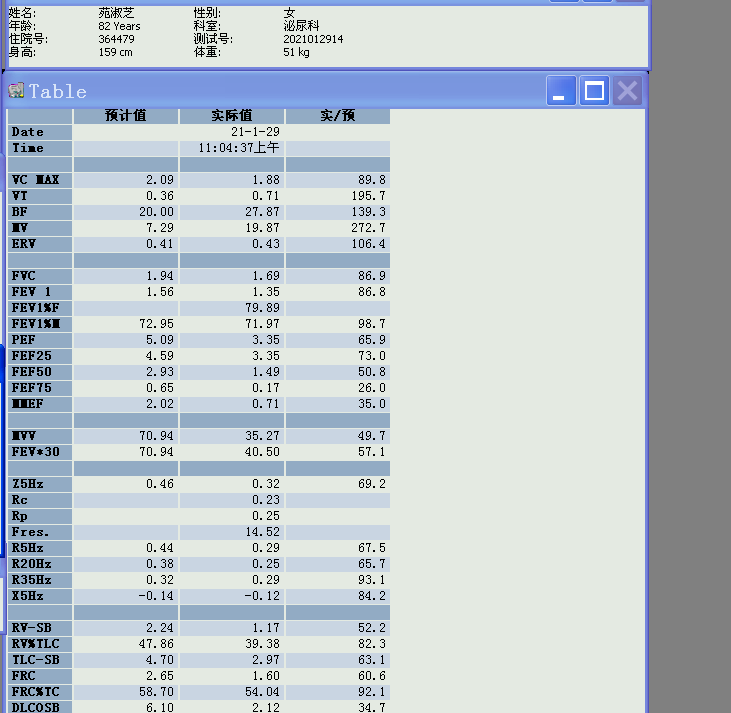 姓名: 苑淑芝 性别: 女
年龄: 82 Years 科室: 泌尿科
住院号: 364479 测试号: 2021012914
身高: 159 cm 体重: 51 kg
Table
预计值 实际值 实/预
Date 21-1-29
Time 11:04:37上午
VC MAX 2.09 1.88 89.8
VT 0.36 0.71 195.7
BF 20.00 27.87 139.3
MV 7.29 19.87 272.7
ERV 0.41 0.43 106.4
FVC 1.94 1.69 86.9
FEV 1 1.56 1.35 86.8
FEV1%F 79.89
FEV1%M 72.95 71.97 98.7
PEF 5.09 3.35 65.9
FEF25 4.59 3.35 73.0
FEF50 2.93 1.49 50.8
FEF75 0.65 0.17 26.0
MMEF 2.02 0.71 35.0
MVV 70.94 35.27 49.7
FEV*30 70.94 40.50 57.1
Z5Hz 0.46 0.32 69.2
Rc 0.23
Rp 0.25
Fres. 14.52
R5Hz 0.44 0.29 67.5
R20Hz 0.38 0.25 65.7
R35Hz 0.32 0.29 93.1
X5Hz -0.14 -0.12 84.2
RV-SB 2.24 1.17 52.2
RV%TLC 47.86 39.38 82.3
TLC-SB 4.70 2.97 63.1
FRC 2.65 1.60 60.6
FRC%TC 58.70 54.04 92.1
DLCOSB 6.10 2.12 34.7